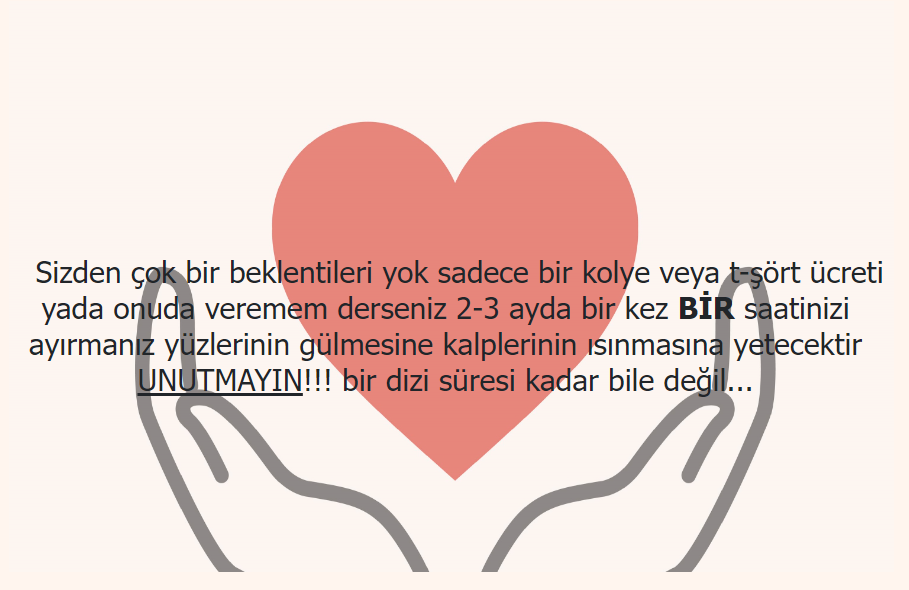 Sizden çok bir beklentileri yok sadece bir kolye veya t-şört ücreti
yada onuda veremem derseniz 2-3 ayda bir kez BİR saatinizi
ayırmanız yüzlerinin gülmesine kalplerinin ısınmasına yetecektir
UNUTMAYIN!!! bir dizi süresi kadar bile değil...